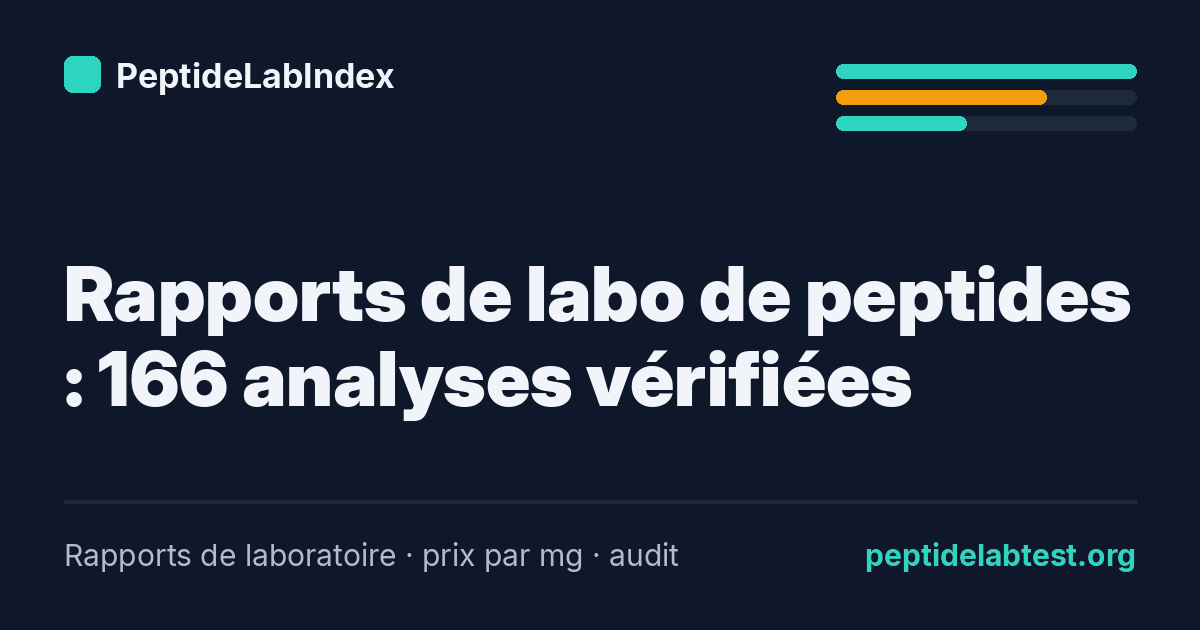 PeptideLabIndex
Rapports de labo de peptides
: 166 analyses vérifiées
Rapports de laboratoire · prix par mg · audit
peptidelabtest.org